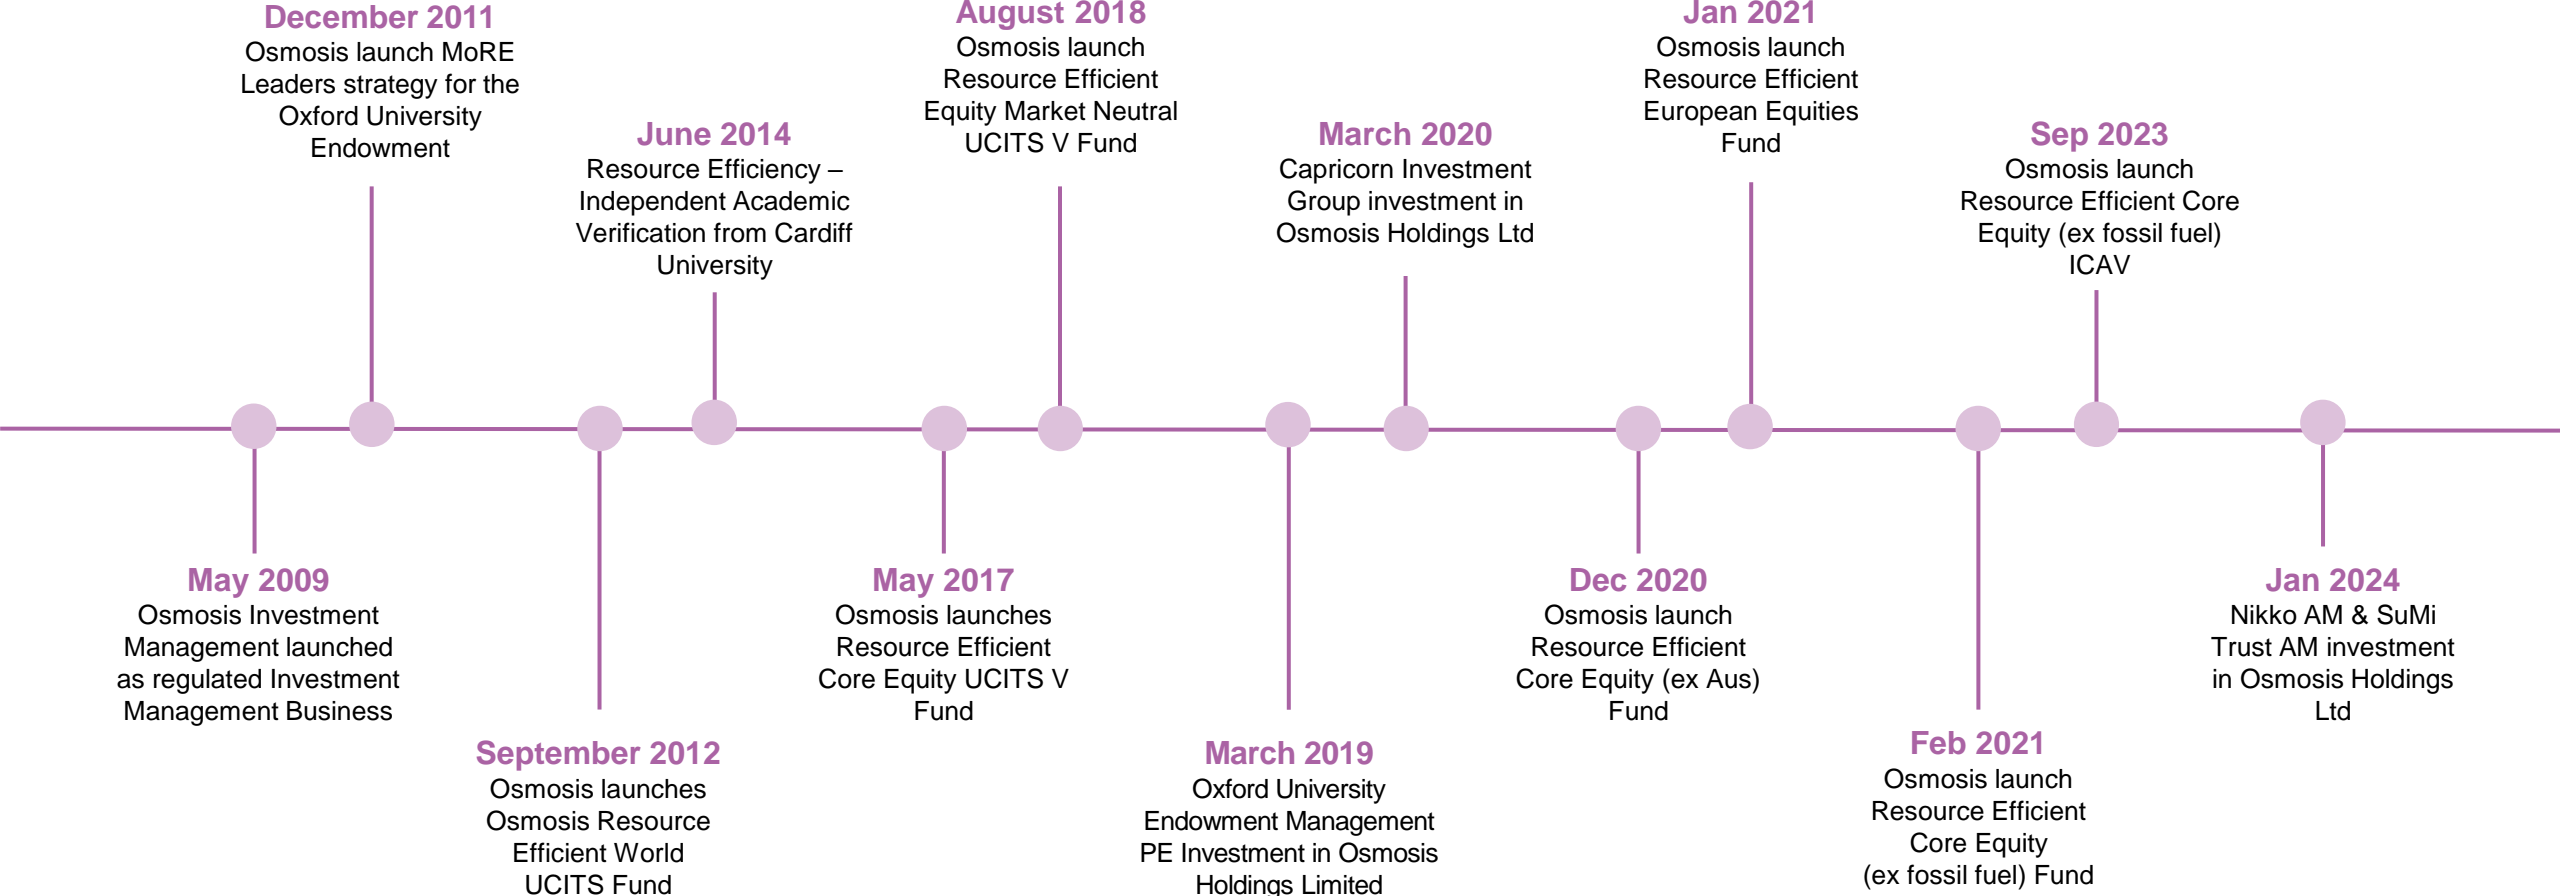 December 2011
Osmosis launch MoRE
Leaders strategy for the
Oxford University
Endowment
June 2014
Resource Efficiency –
Independent Academic
Verification from Cardiff
University
August 2018
Osmosis launch
Resource Efficient
Equity Market Neutral
UCITS V Fund
March 2020
Capricorn Investment
Group investment in
Osmosis Holdings Ltd
Jan 2021
Osmosis launch
Resource Efficient
European Equities
Fund
Sep 2023
Osmosis launch
Resource Efficient Core
Equity (ex fossil fuel)
ICAV
May 2009
Osmosis Investment
Management launched
as regulated Investment
Management Business
September 2012
Osmosis launches
Osmosis Resource
Efficient World
UCITS Fund
May 2017
Osmosis launches
Resource Efficient
Core Equity UCITS V
Fund
March 2019
Oxford University
Endowment Management
PE Investment in Osmosis
Holdings Limited
Dec 2020
Osmosis launch
Resource Efficient
Core Equity (ex Aus)
Fund
Feb 2021
Osmosis launch
Resource Efficient
Core Equity
(ex fossil fuel) Fund
Jan 2024
Nikko AM & SuMi
Trust AM investment
in Osmosis Holdings
Ltd